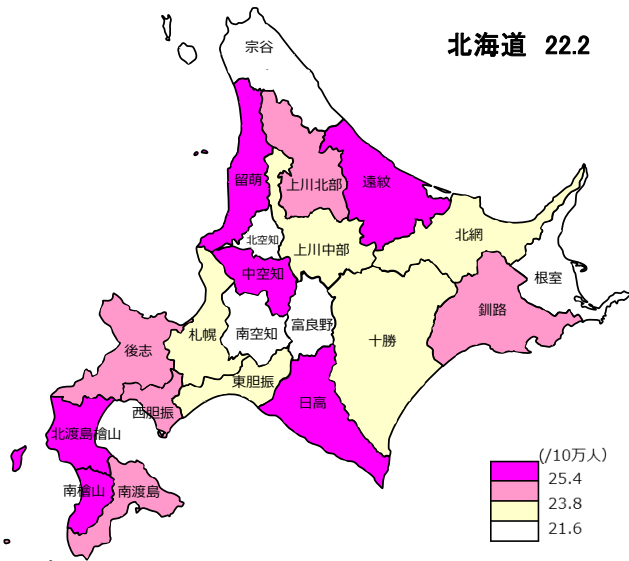 北海道 22.2
宗谷
留萌
上川北部
遠紋
北空知
上川中部
北網
中空知
根室
札幌
南空知
富良野
十勝
釧路
後志
東胆振
西胆振
日高
北渡島檜山
南檜山
南渡島
(/10万人)
25.4
23.8
21.6